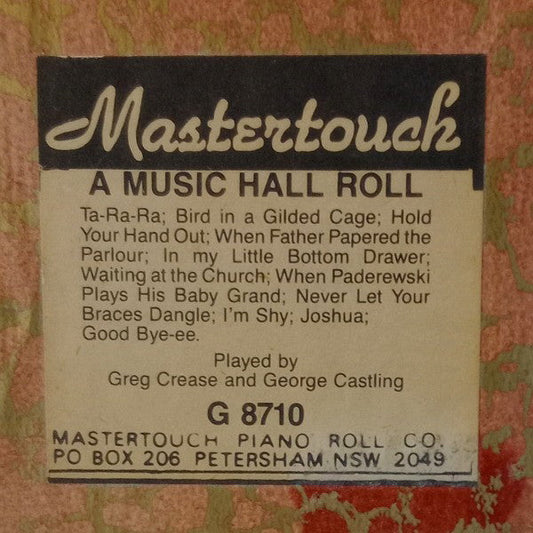 Mastertouch
A MUSIC HALL ROLL
Ta-Ra-Ra; Bird in a Gilded Cage; Hold
Your Hand Out; When Father Papered the
Parlour; In my Little Bottom Drawer;
Waiting at the Church; When Paderewski
Plays His Baby Grand; Never Let Your
Braces Dangle; I'm Shy; Joshua;
Good Bye-ee.
Played by
Greg Crease and George Castling
G 8710
MASTERTOUCH PIANO ROLL CO.
PO BOX 206 PETERSHAM NSW 2049